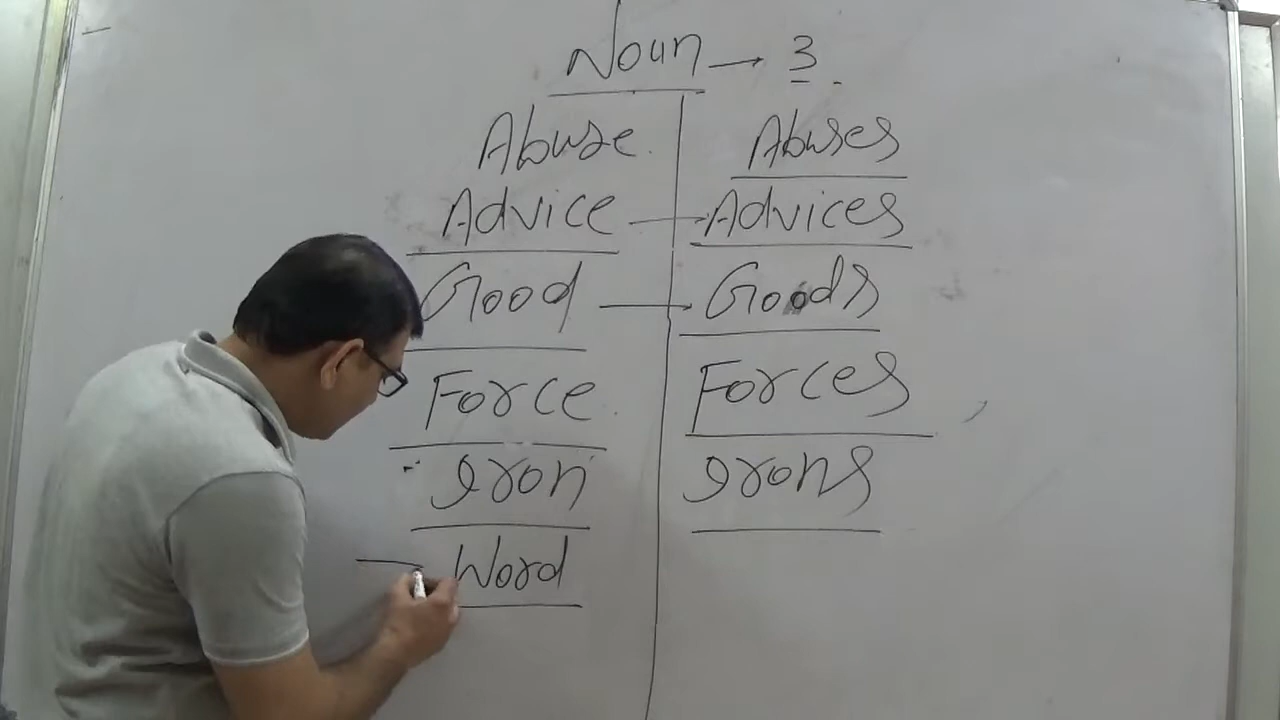 Noun → 3.
Abuse. Abuses
Advice → Advices
Good → Goods
Force. Forces
Iron Irons
→ Word